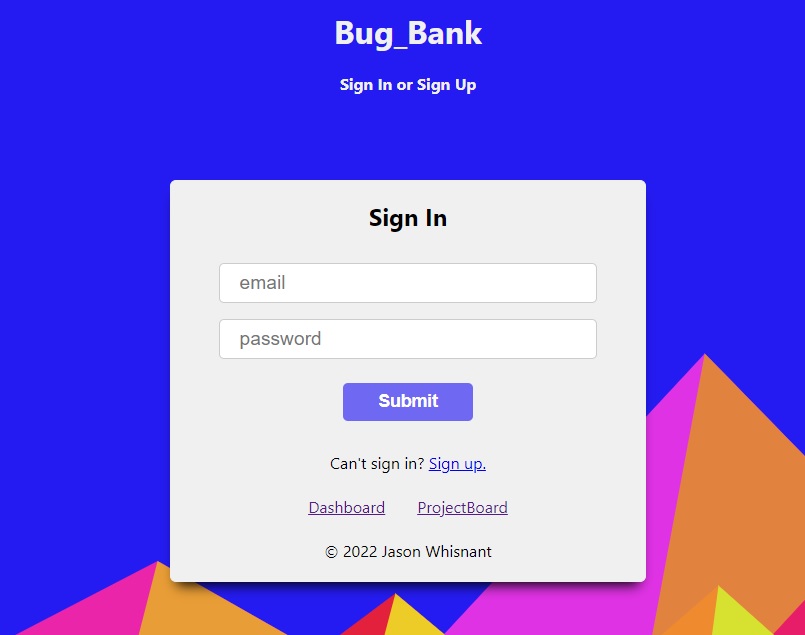 Bug_Bank
Sign In or Sign Up
Sign In
email
password
Submit
Can't sign in? Sign up.
Dashboard ProjectBoard
© 2022 Jason Whisnant